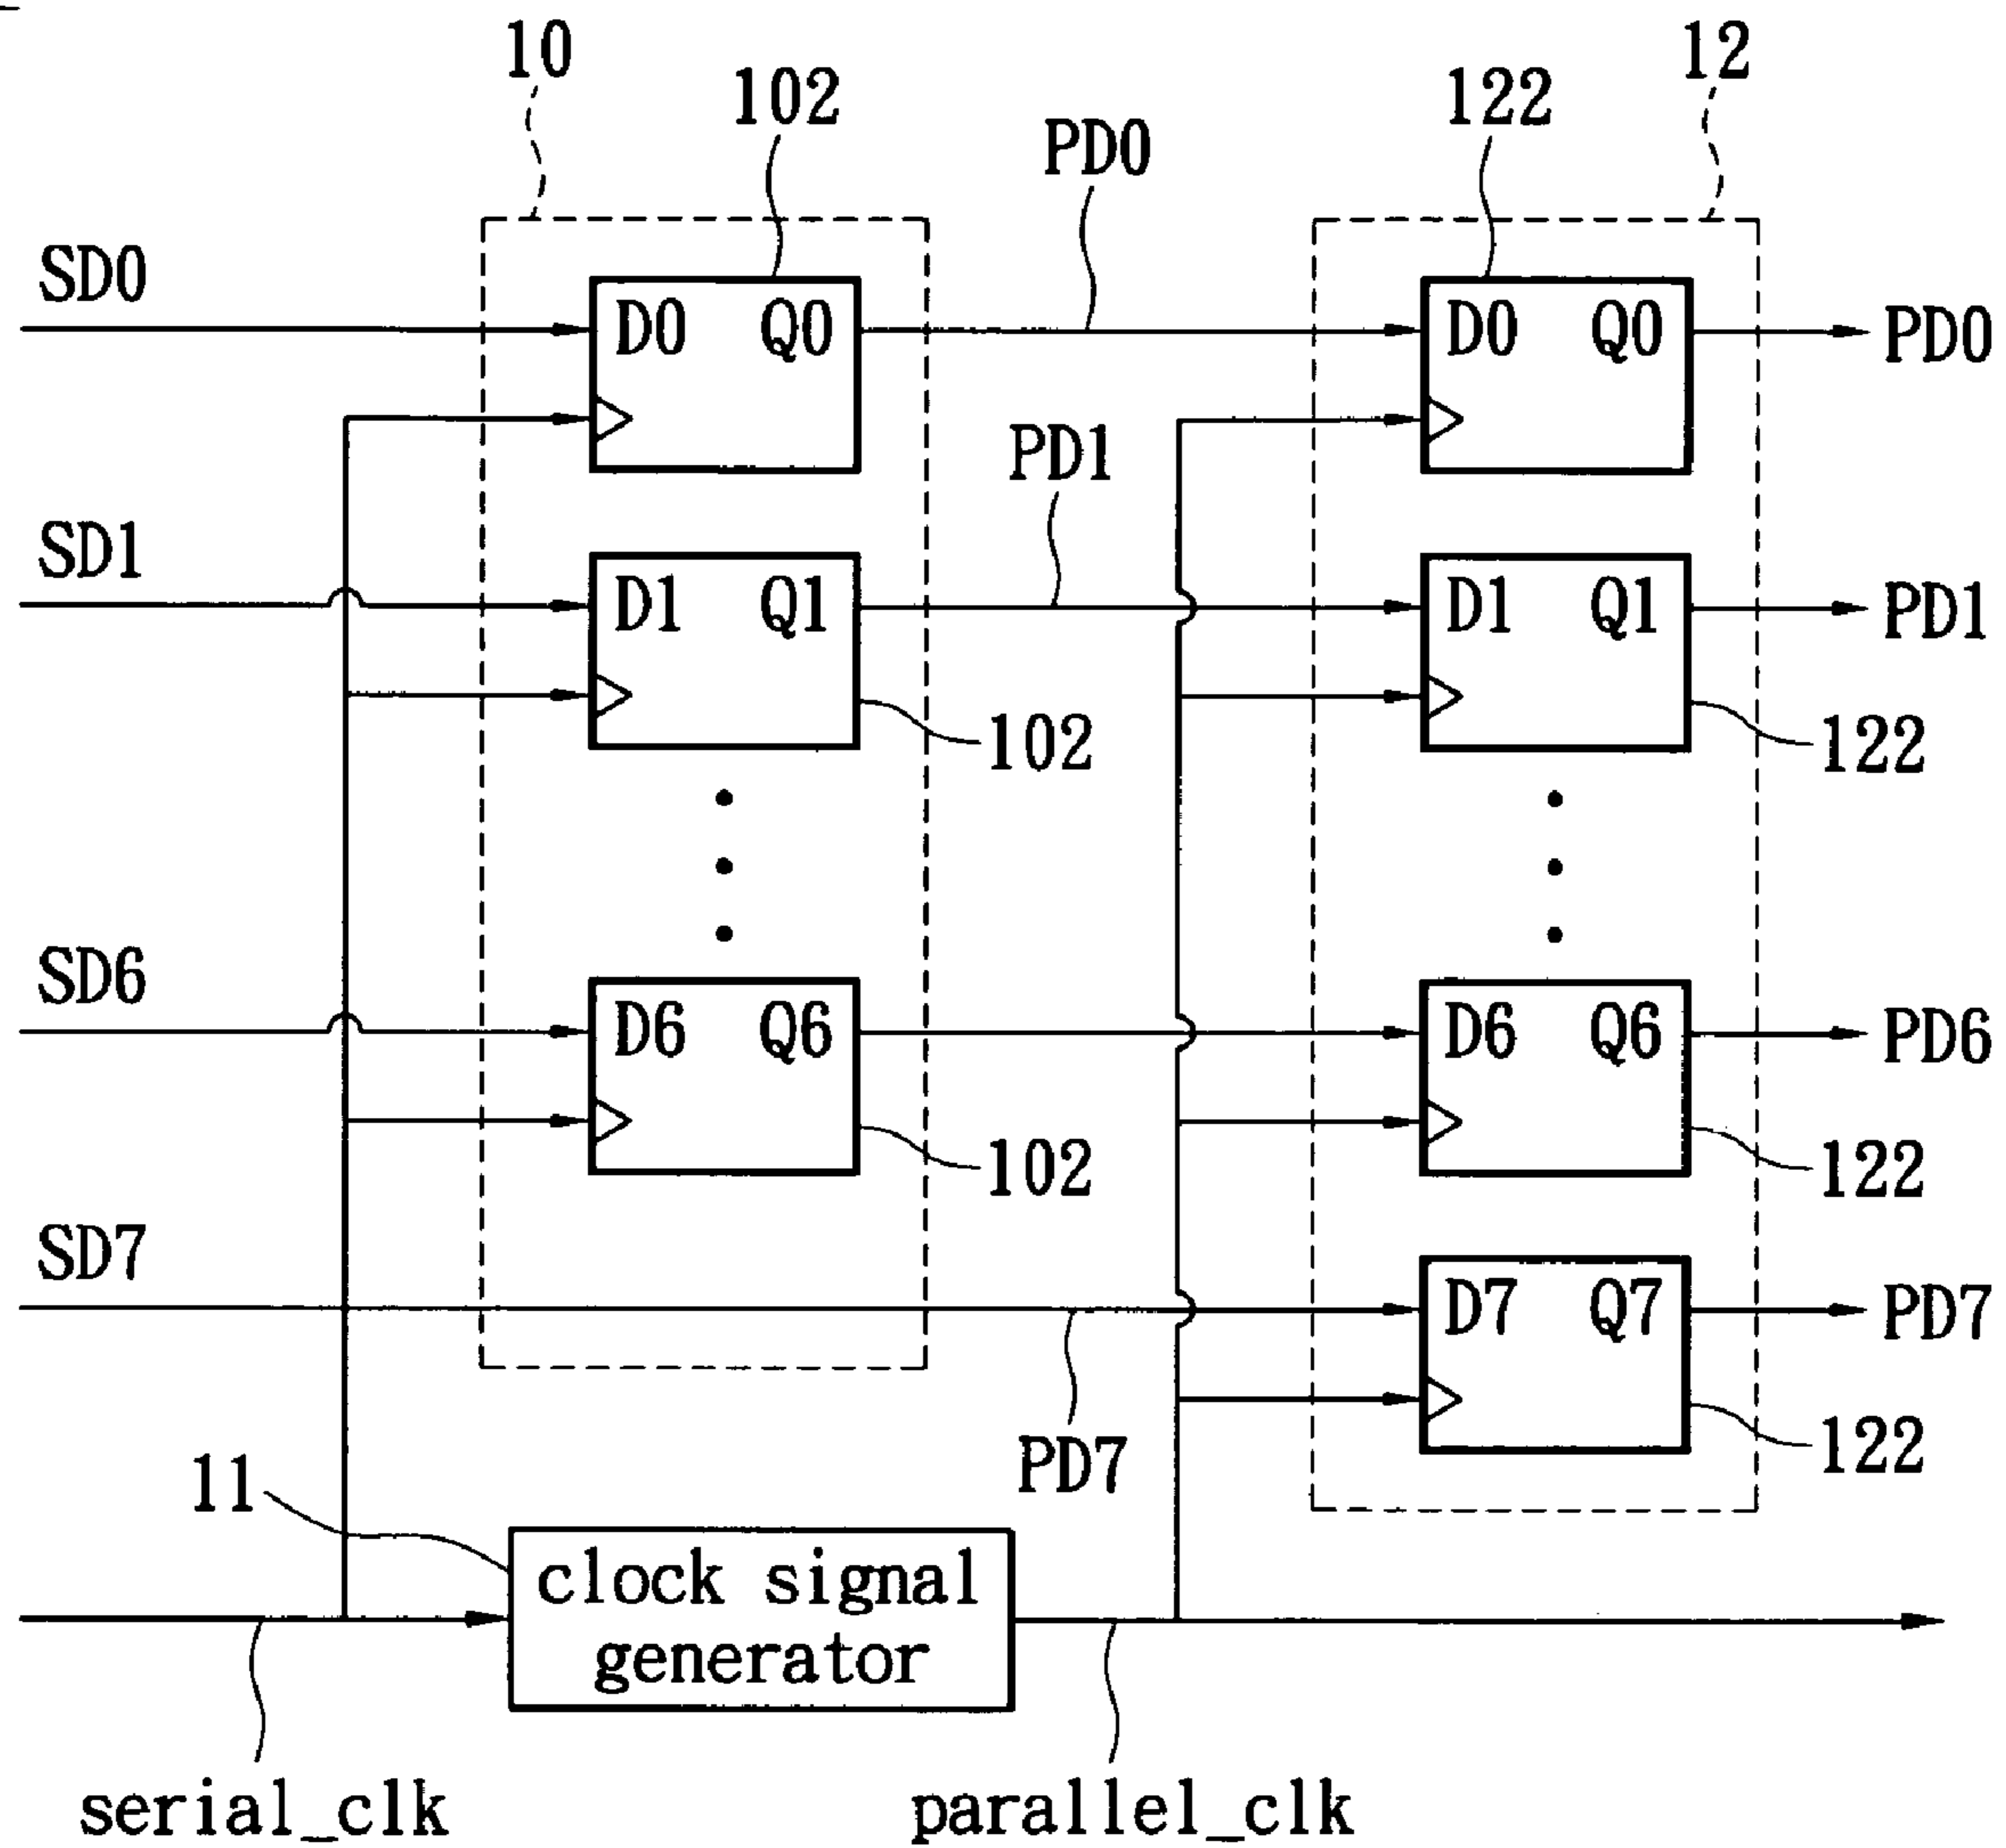 10
102
PD0
122
12
SD0
D0 Q0
D0 Q0
PD0
PD1
SD1
D1 Q1
D1 Q1
PD1
102
122
SD6
D6 Q6
D6 Q6
PD6
102
122
SD7
D7 Q7
PD7
PD7
122
11
clock signal
generator
serial_clk
parallel_clk